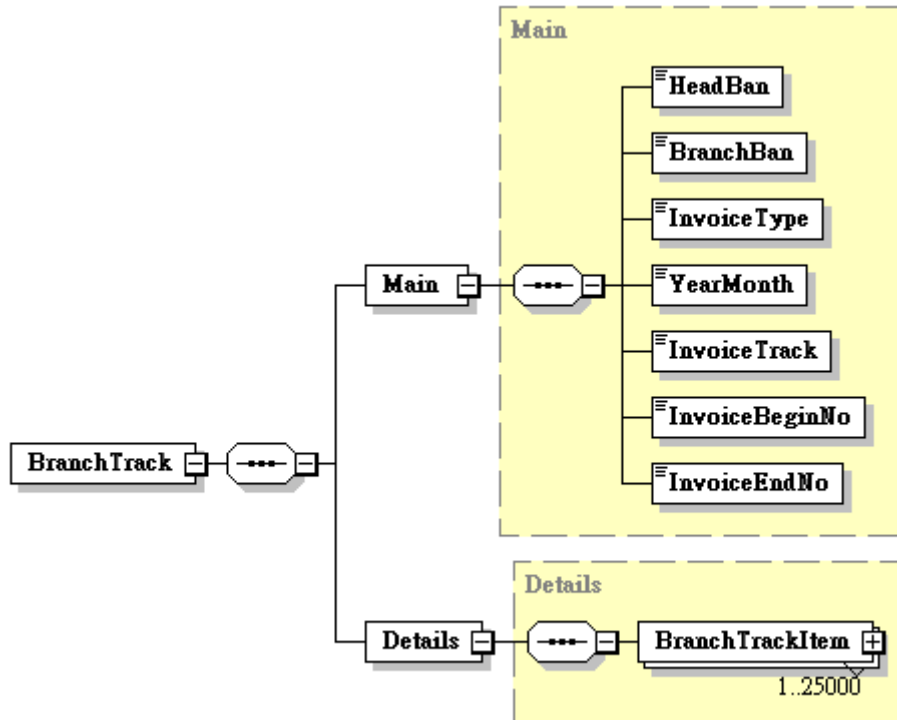 Main
HeadBan
BranchBan
InvoiceType
Main
YearMonth
InvoiceTrack
InvoiceBeginNo
BranchTrack
InvoiceEndNo
Details
Details
BranchTrackItem
1..25000